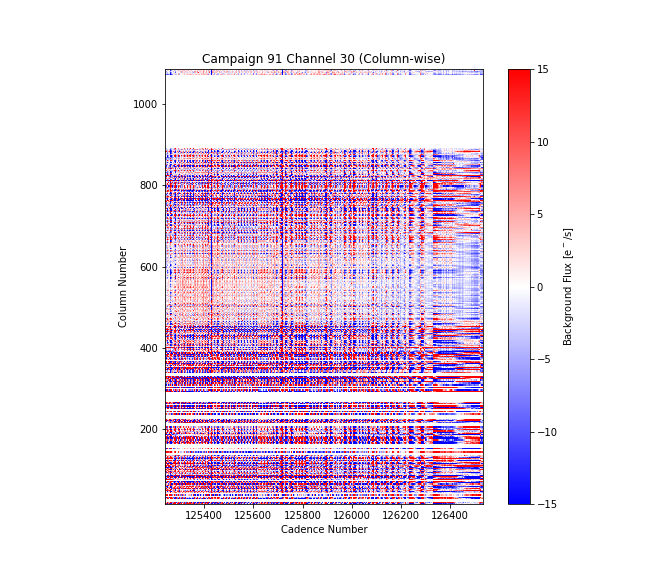 Campaign 91 Channel 30 (Column-wise)
1000
800
600
400
200
Column Number
125400 125600 125800 126000 126200 126400
Cadence Number
15
10
5
0
−5
−10
−15
Background Flux [e⁻/s]